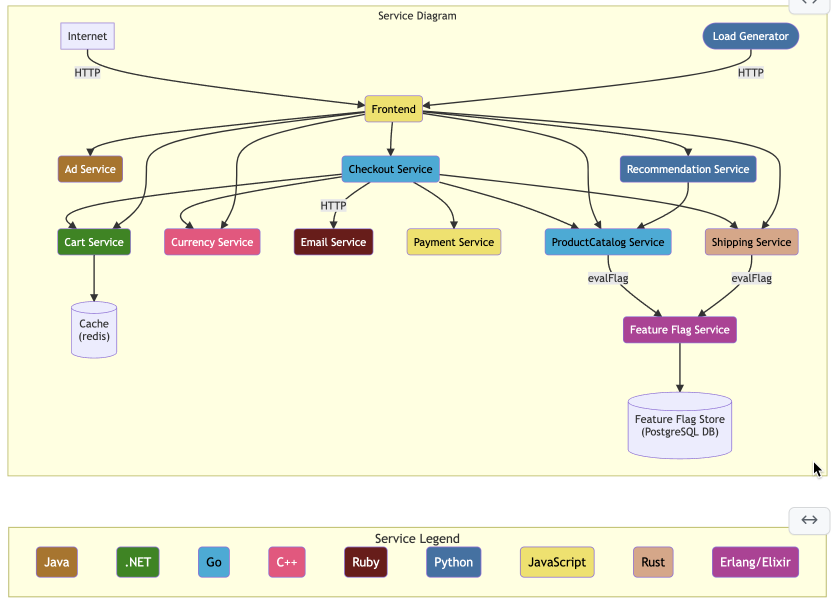 Service Diagram
Internet
Load Generator
HTTP
HTTP
Frontend
Ad Service
Checkout Service
Recommendation Service
HTTP
Cart Service
Currency Service
Email Service
Payment Service
ProductCatalog Service
Shipping Service
evalFlag
evalFlag
Cache
(redis)
Feature Flag Service
Feature Flag Store
(PostgreSQL DB)
Service Legend
Java
.NET
Go
C++
Ruby
Python
JavaScript
Rust
Erlang/Elixir